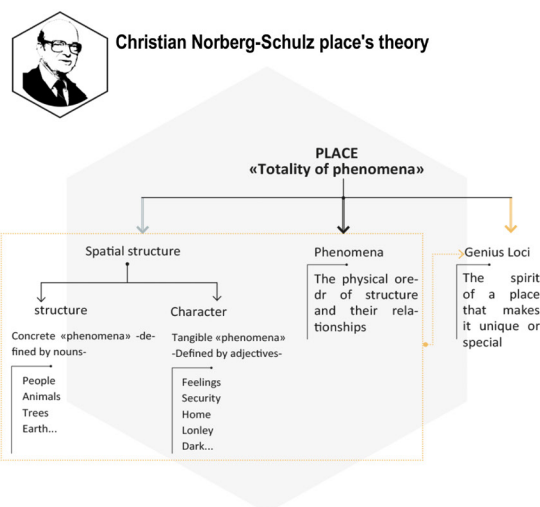 Christian Norberg-Schulz place's theory
PLACE
«Totality of phenomena»
Spatial structure
Phenomena
Genius Loci
The physical ore-
dr of structure
and their rela-
tionships
The spirit
of a place
that makes
it unique or
special
structure
Character
Concrete «phenomena» -de-
fined by nouns-
Tangible «phenomena»
-Defined by adjectives-
People
Animals
Trees
Earth...
Feelings
Security
Home
Lonley
Dark...